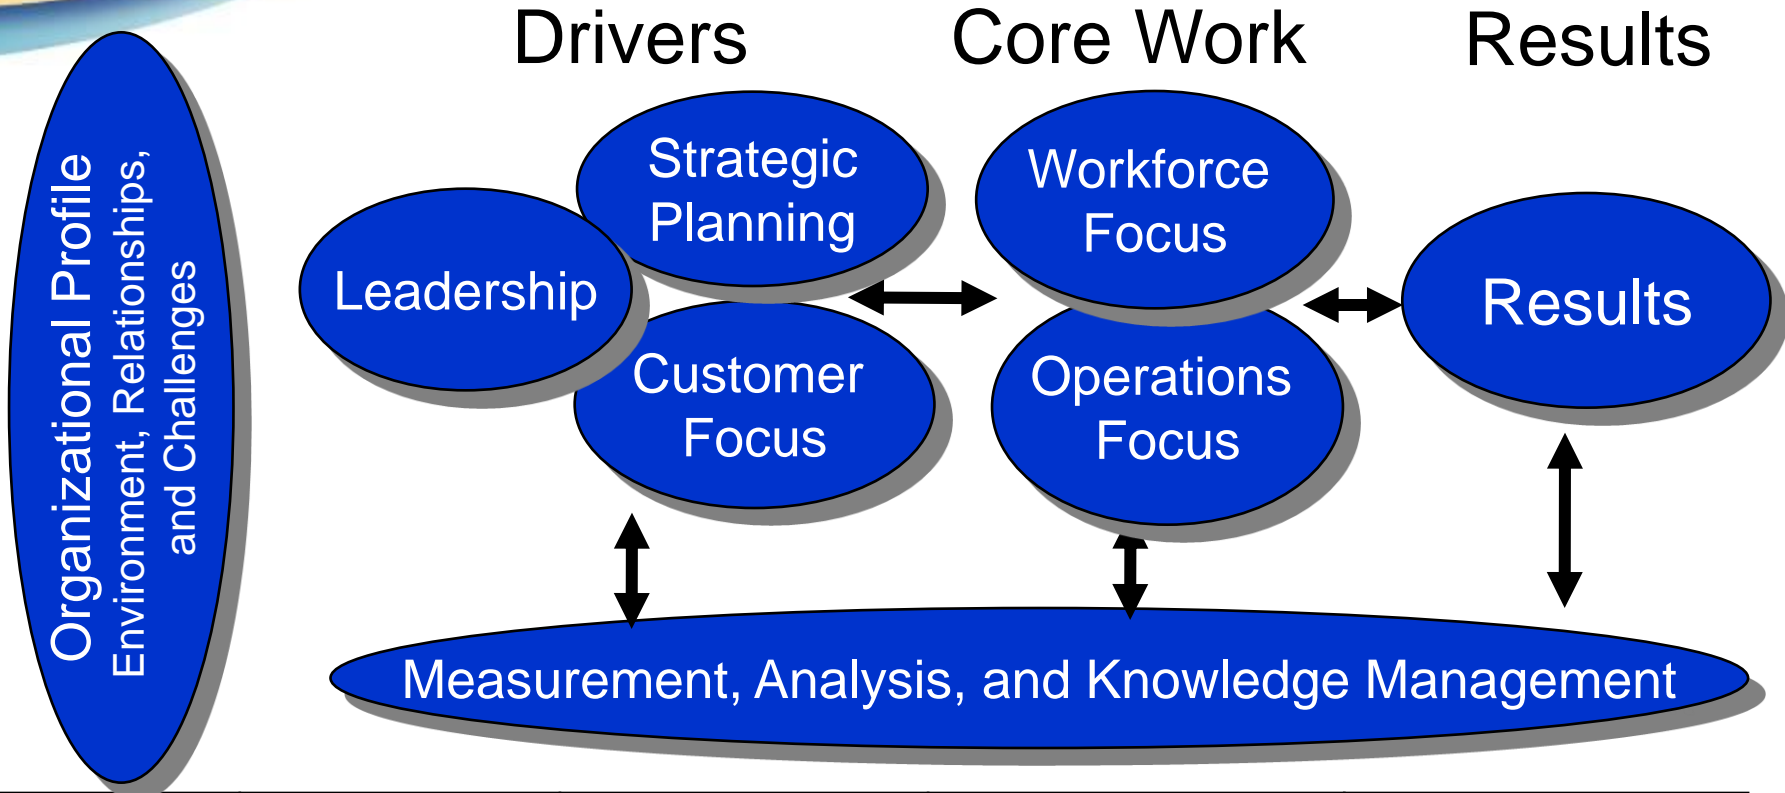 Drivers
Core Work
Results
Organizational Profile
Environment, Relationships,
and Challenges
Leadership
Strategic
Planning
Customer
Focus
Workforce
Focus
Operations
Focus
Results
Measurement, Analysis, and Knowledge Management